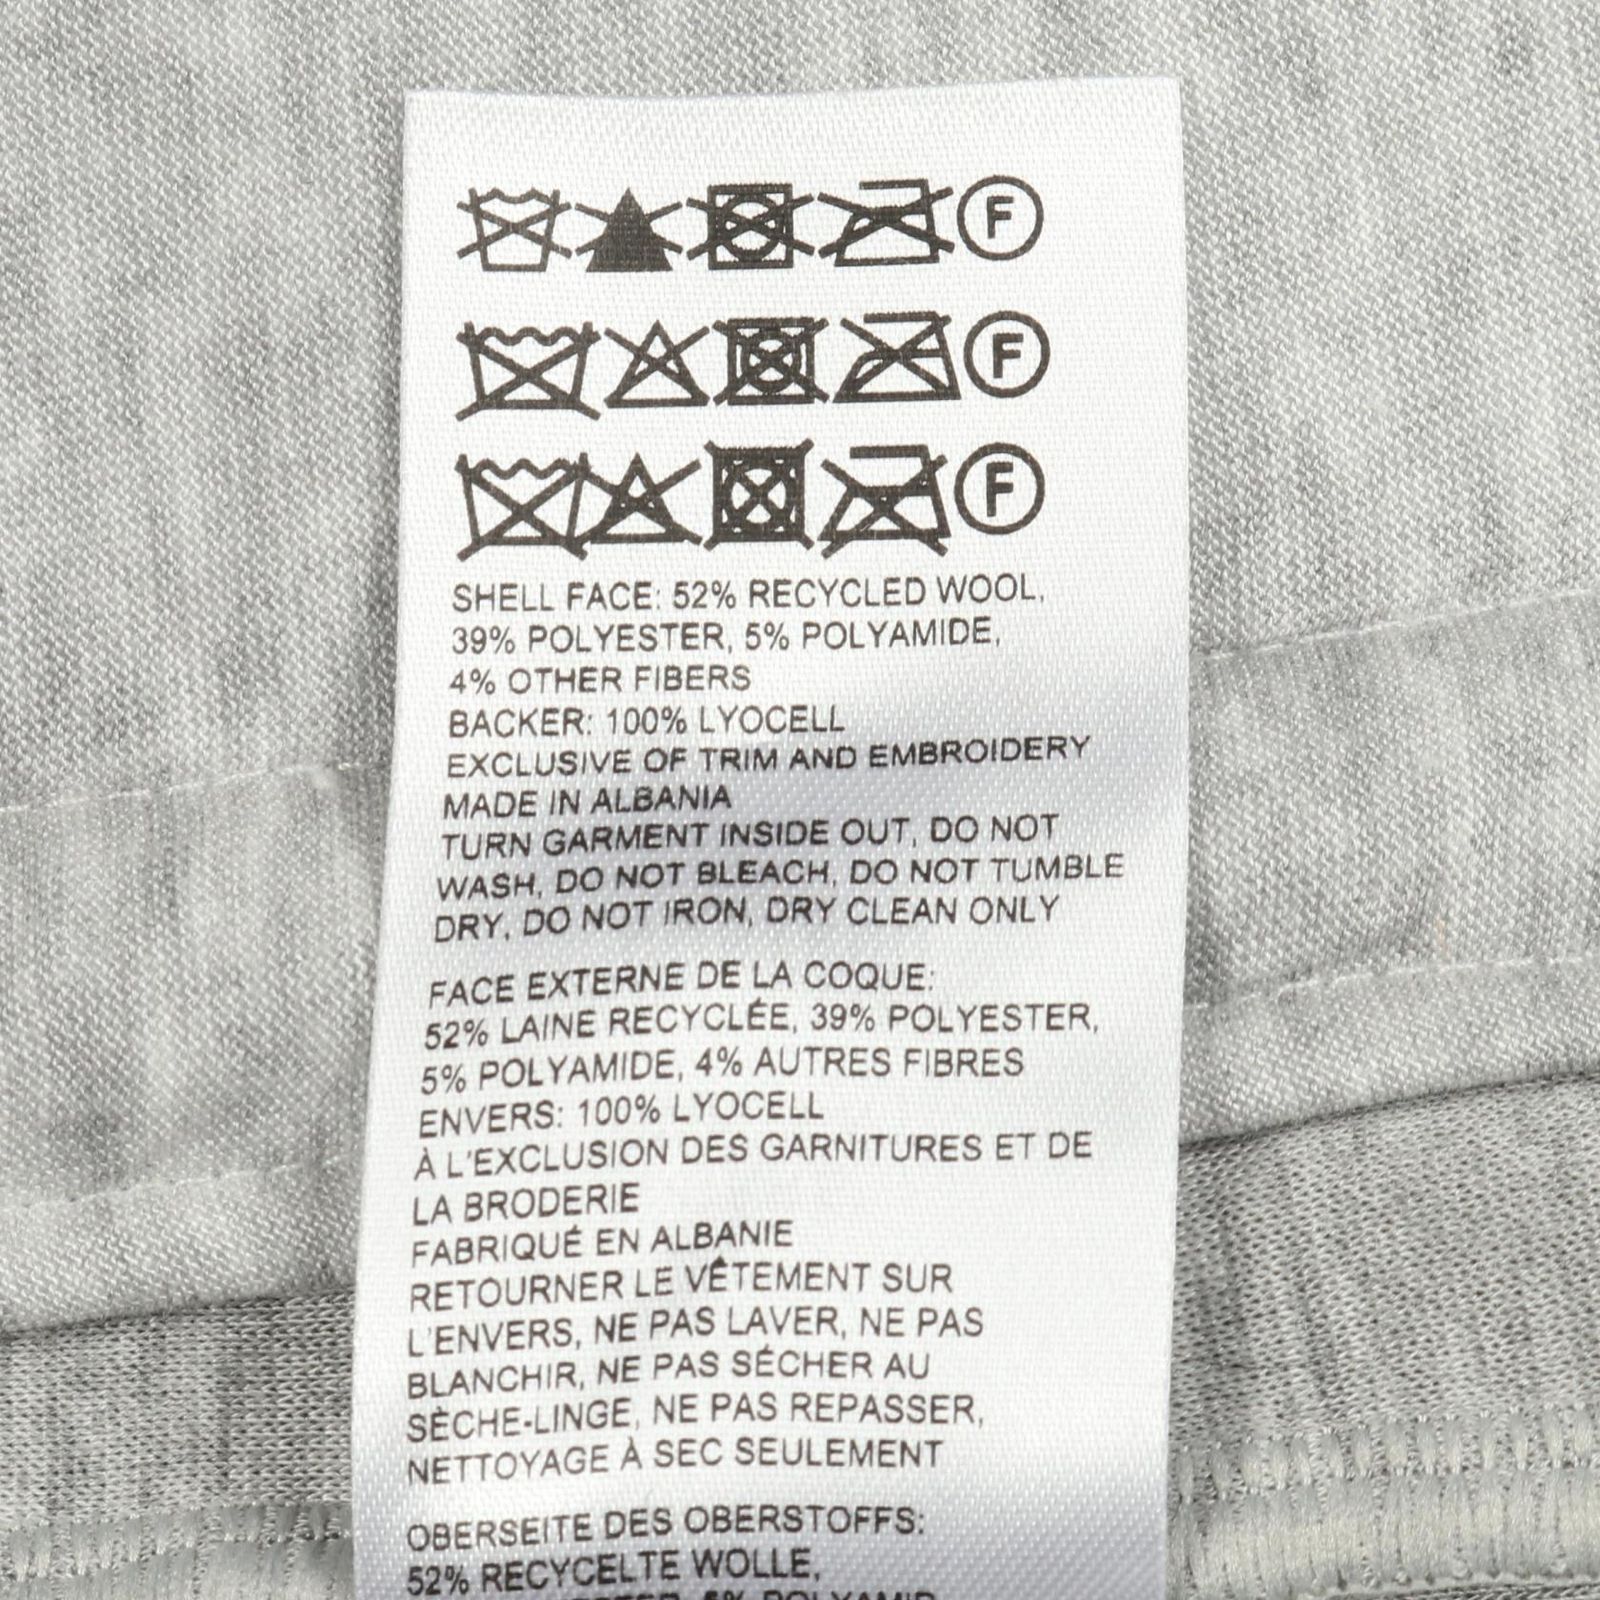 F
F
F
SHELL FACE: 52% RECYCLED WOOL,
39% POLYESTER, 5% POLYAMIDE,
4% OTHER FIBERS
BACKER: 100% LYOCELL
EXCLUSIVE OF TRIM AND EMBROIDERY
MADE IN ALBANIA
TURN GARMENT INSIDE OUT, DO NOT
WASH, DO NOT BLEACH, DO NOT TUMBLE
DRY, DO NOT IRON, DRY CLEAN ONLY
FACE EXTERNE DE LA COQUE:
52% LAINE RECYCLÉE, 39% POLYESTER,
5% POLYAMIDE, 4% AUTRES FIBRES
ENVERS: 100% LYOCELL
À L'EXCLUSION DES GARNITURES ET DE
LA BRODERIE
FABRIQUÉ EN ALBANIE
RETOURNER LE VÊTEMENT SUR
L'ENVERS, NE PAS LAVER, NE PAS
BLANCHIR, NE PAS SÉCHER AU
SÈCHE-LINGE, NE PAS REPASSER,
NETTOYAGE À SEC SEULEMENT
OBERSEITE DES OBERSTOFFS:
52% RECYCELTE WOLLE,
5% POLYAMID